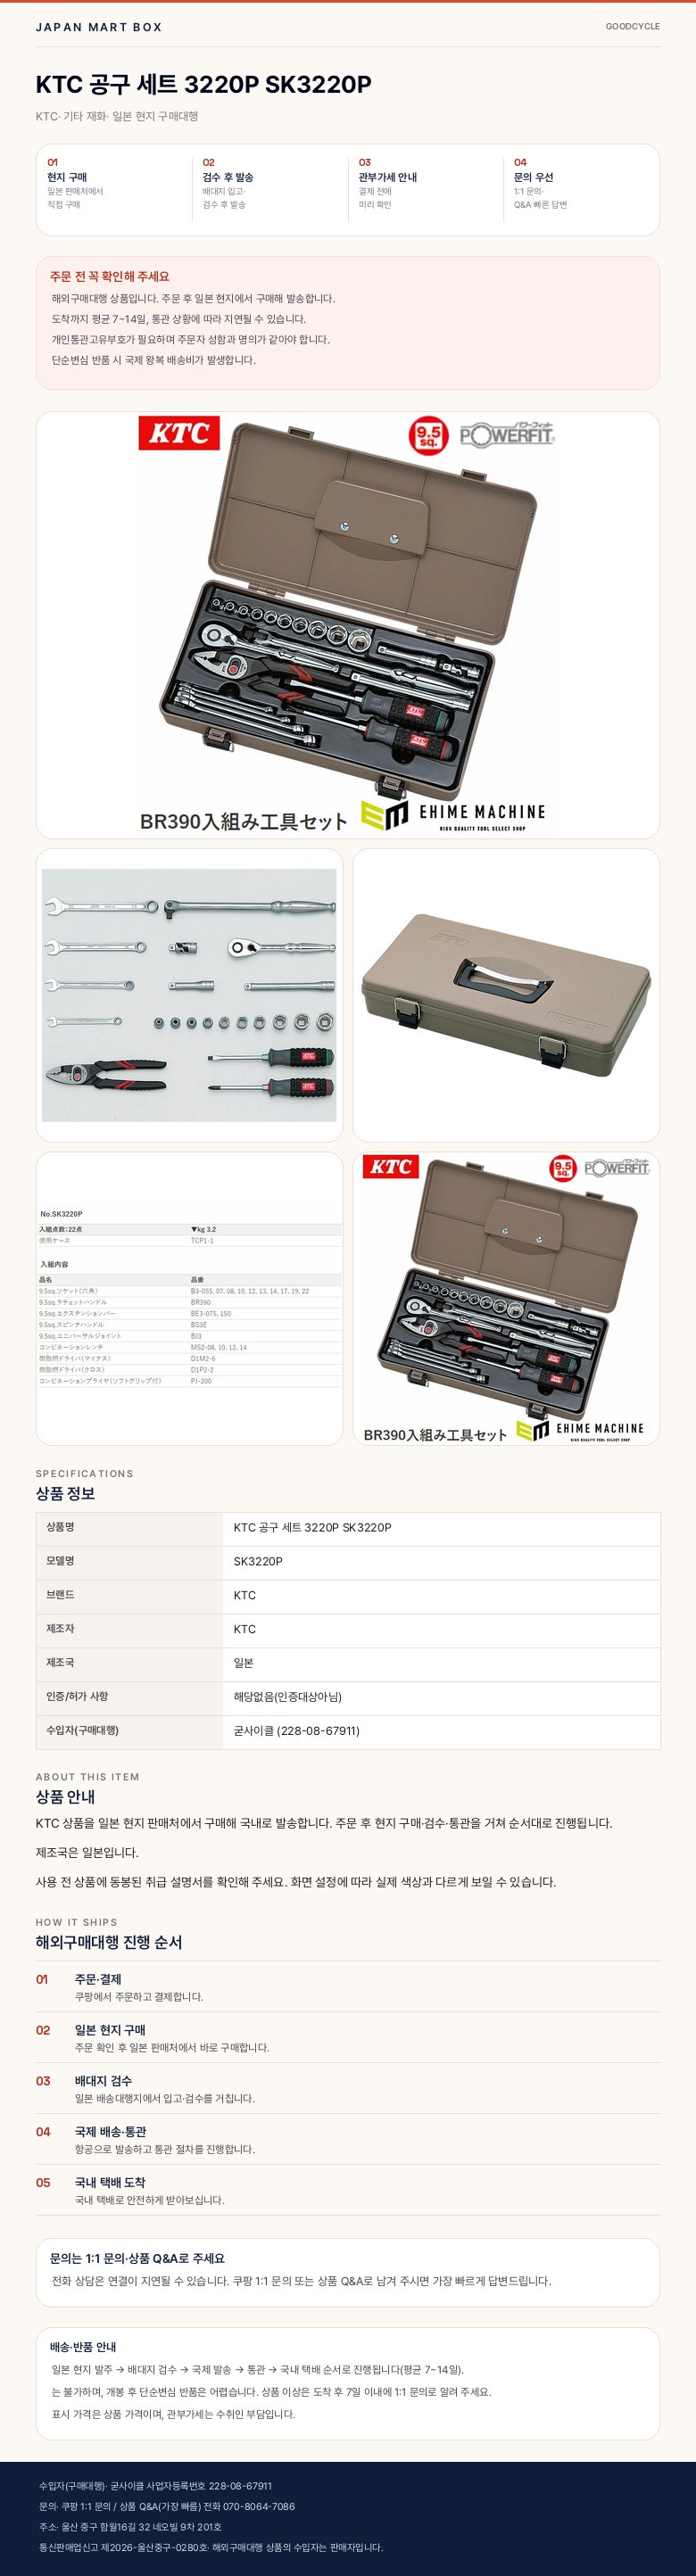 JAPAN MART BOX
GOODCYCLE
KTC 공구 세트 3220P SK3220P
KTC· 기타 재화· 일본 현지 구매대행
01
현지 구매
일본 판매처에서
직접 구매
02
검수 후 발송
배대지 입고·
검수 후 발송
03
관부가세 안내
결제 전에
미리 확인
04
문의 우선
1:1 문의·
Q&A 빠른 답변
주문 전 꼭 확인해 주세요
해외구매대행 상품입니다. 주문 후 일본 현지에서 구매해 발송합니다.
도착까지 평균 7~14일, 통관 상황에 따라 지연될 수 있습니다.
개인통관고유부호가 필요하며 주문자 성함과 명의가 같아야 합니다.
단순변심 반품 시 국제 왕복 배송비가 발생합니다.
KTC
9.5 sq.
パワーフィット
POWERFIT
KTC
KTC
BR390入組み工具セット
EM EHIME MACHINE
HIGH QUALITY TOOL SELECT SHOP
KTC
KTC
KTC
No.SK3220P
入組点数:22点 ▼kg 3.2
使用ケース TCP1-1
入組内容
品名 品番
9.5sq.ソケット(六角) B3-055, 07, 08, 10, 12, 13, 14, 17, 19, 22
9.5sq.ラチェットハンドル BR390
9.5sq.エクステンションバー BE3-075, 150
9.5sq.スピンナハンドル BS3E
9.5sq.ユニバーサルジョイント BJ3
コンビネーションレンチ MS2-08, 10, 12, 14
樹脂柄ドライバ(マイナス) D1M2-6
樹脂柄ドライバ(クロス) D1P2-2
コンビネーションプライヤ(ソフトグリップ付) PJ-200
KTC
9.5 sq.
パワーフィット
POWERFIT
BR390入組み工具セット
EM EHIME MACHINE
HIGH QUALITY TOOL SELECT SHOP
SPECIFICATIONS
상품 정보
상품명 KTC 공구 세트 3220P SK3220P
모델명 SK3220P
브랜드 KTC
제조자 KTC
제조국 일본
인증/허가 사항 해당없음(인증대상아님)
수입자(구매대행) 굳사이클 (228-08-67911)
ABOUT THIS ITEM
상품 안내
KTC 상품을 일본 현지 판매처에서 구매해 국내로 발송합니다. 주문 후 현지 구매·검수·통관을 거쳐 순서대로 진행됩니다.
제조국은 일본입니다.
사용 전 상품에 동봉된 취급 설명서를 확인해 주세요. 화면 설정에 따라 실제 색상과 다르게 보일 수 있습니다.
HOW IT SHIPS
해외구매대행 진행 순서
01 주문·결제
쿠팡에서 주문하고 결제합니다.
02 일본 현지 구매
주문 확인 후 일본 판매처에서 바로 구매합니다.
03 배대지 검수
일본 배송대행지에서 입고·검수를 거칩니다.
04 국제 배송·통관
항공으로 발송하고 통관 절차를 진행합니다.
05 국내 택배 도착
국내 택배로 안전하게 받아보십니다.
문의는 1:1 문의·상품 Q&A로 주세요
전화 상담은 연결이 지연될 수 있습니다. 쿠팡 1:1 문의 또는 상품 Q&A로 남겨 주시면 가장 빠르게 답변드립니다.
배송·반품 안내
일본 현지 발주 → 배대지 검수 → 국제 발송 → 통관 → 국내 택배 순서로 진행됩니다(평균 7~14일).
는 불가하며, 개봉 후 단순변심 반품은 어렵습니다. 상품 이상은 도착 후 7일 이내에 1:1 문의로 알려 주세요.
표시 가격은 상품 가격이며, 관부가세는 수취인 부담입니다.
수입자(구매대행)· 굳사이클 사업자등록번호 228-08-67911
문의· 쿠팡 1:1 문의 / 상품 Q&A(가장 빠름) 전화 070-8064-7086
주소· 울산 중구 함월16길 32 네오빌 9차 201호
통신판매업신고 제2026-울산중구-0280호· 해외구매대행 상품의 수입자는 판매자입니다.